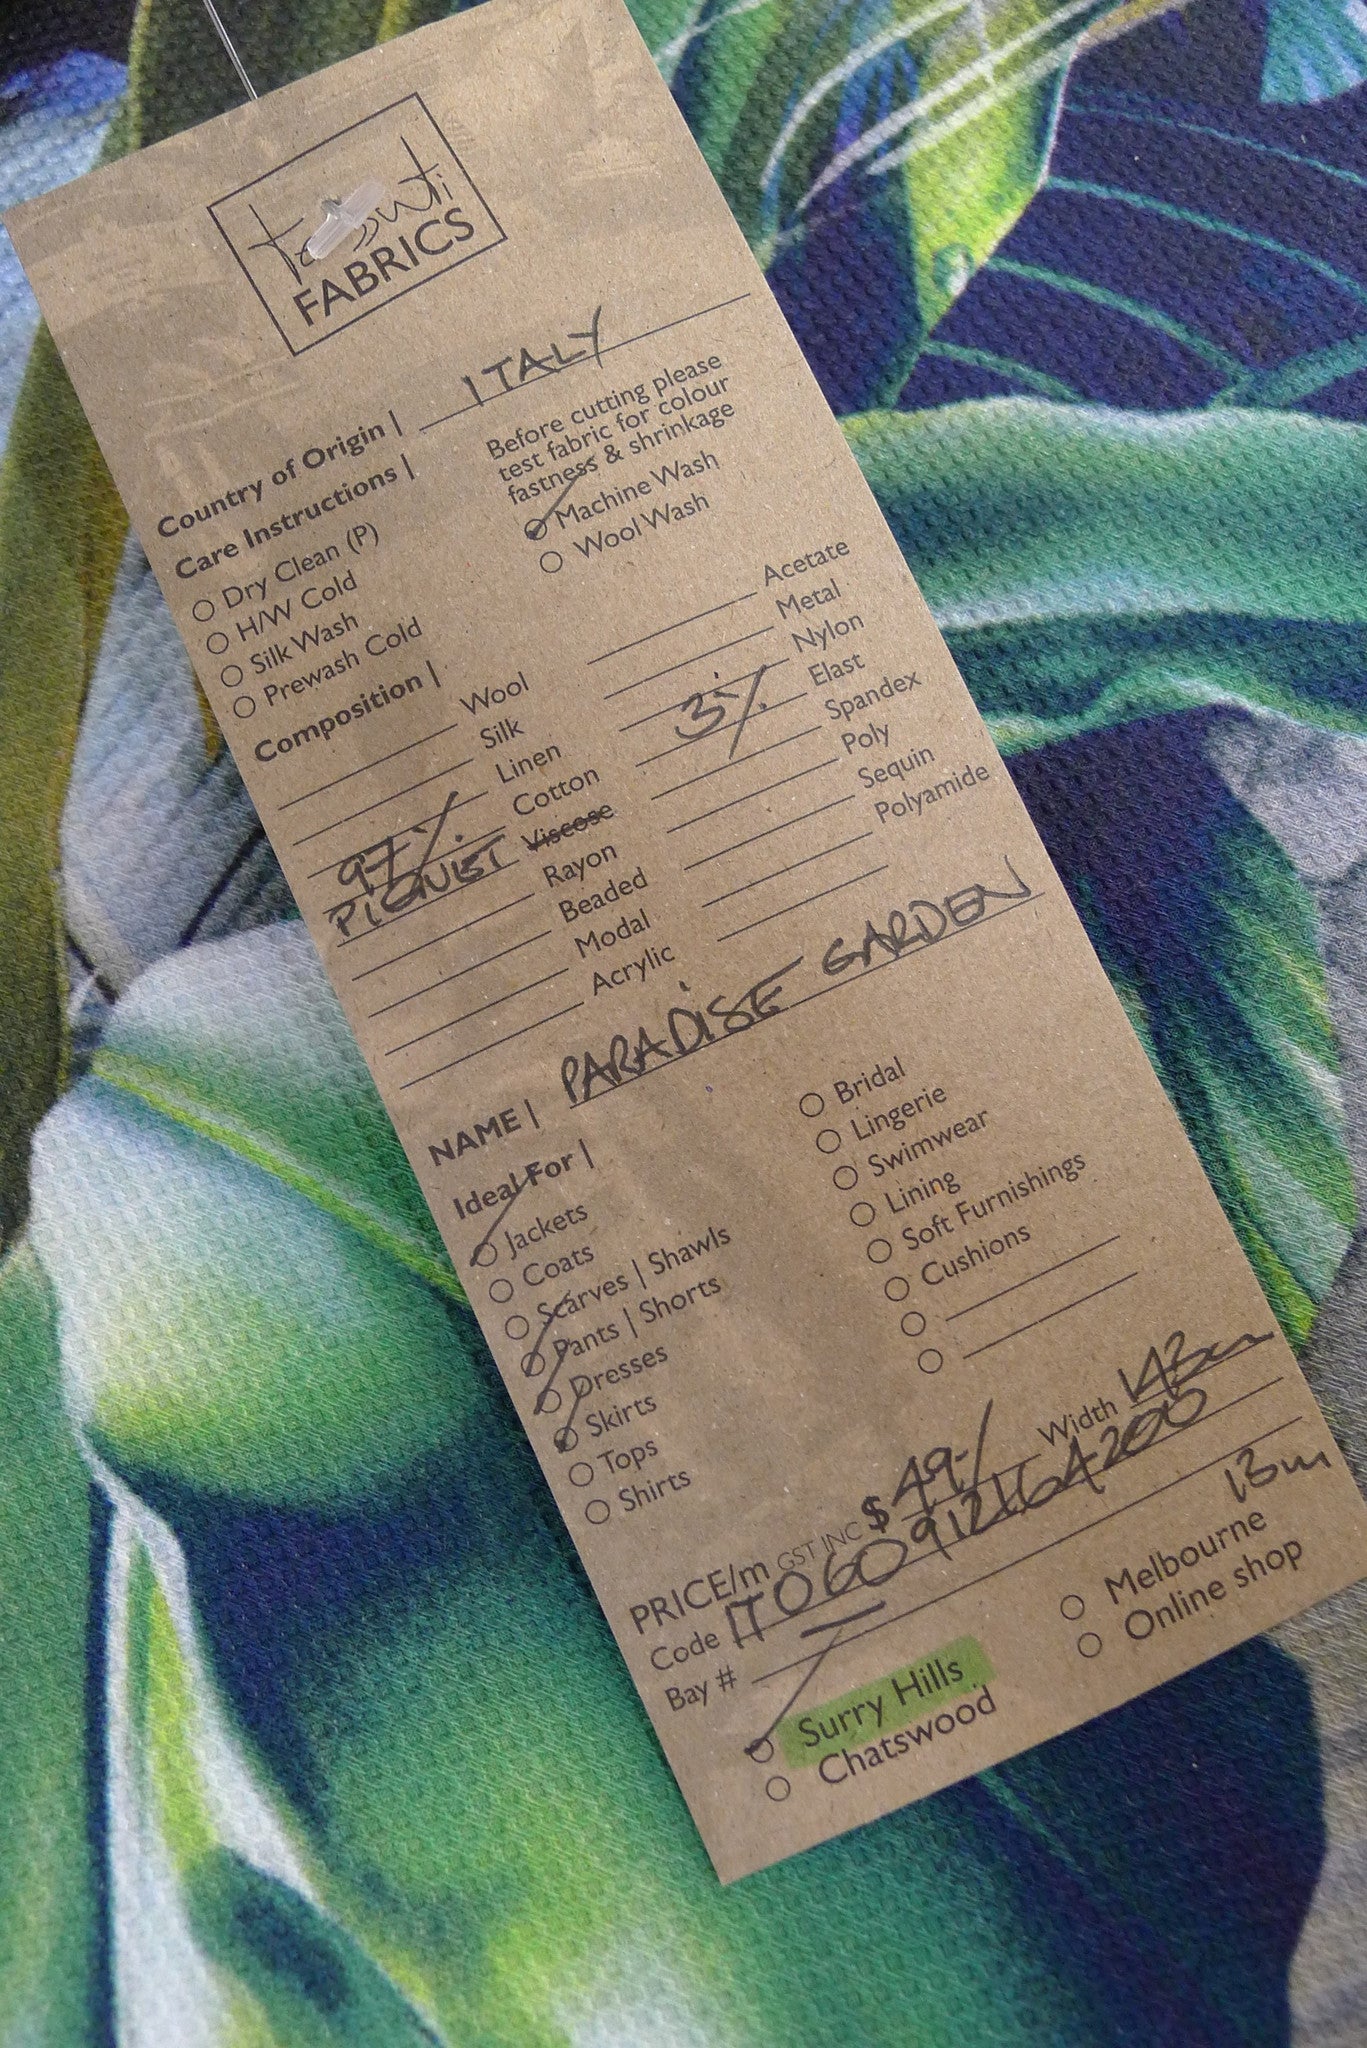 tessuti
FABRICS
Country of Origin | ITALY
Care Instructions |
Before cutting please
test fabric for colour
fastness & shrinkage
Dry Clean (P)
H/W Cold
Silk Wash
Prewash Cold
Machine Wash
Wool Wash
Composition |
Wool
Silk
Linen
97% Cotton
PIQUET Viscose
Rayon
Beaded
Modal
Acrylic
Acetate
Metal
Nylon
3% Elast
Spandex
Poly
Sequin
Polyamide
NAME | PARADISE GARDEN
Ideal For |
Jackets
Coats
Scarves | Shawls
Pants | Shorts
Dresses
Skirts
Tops
Shirts
Bridal
Lingerie
Swimwear
Lining
Soft Furnishings
Cushions
PRICE/m GST INC $ 49-/ Width 143cm
Code IT060912164200
Bay # — 13m
Surry Hills
Chatswood
Melbourne
Online shop